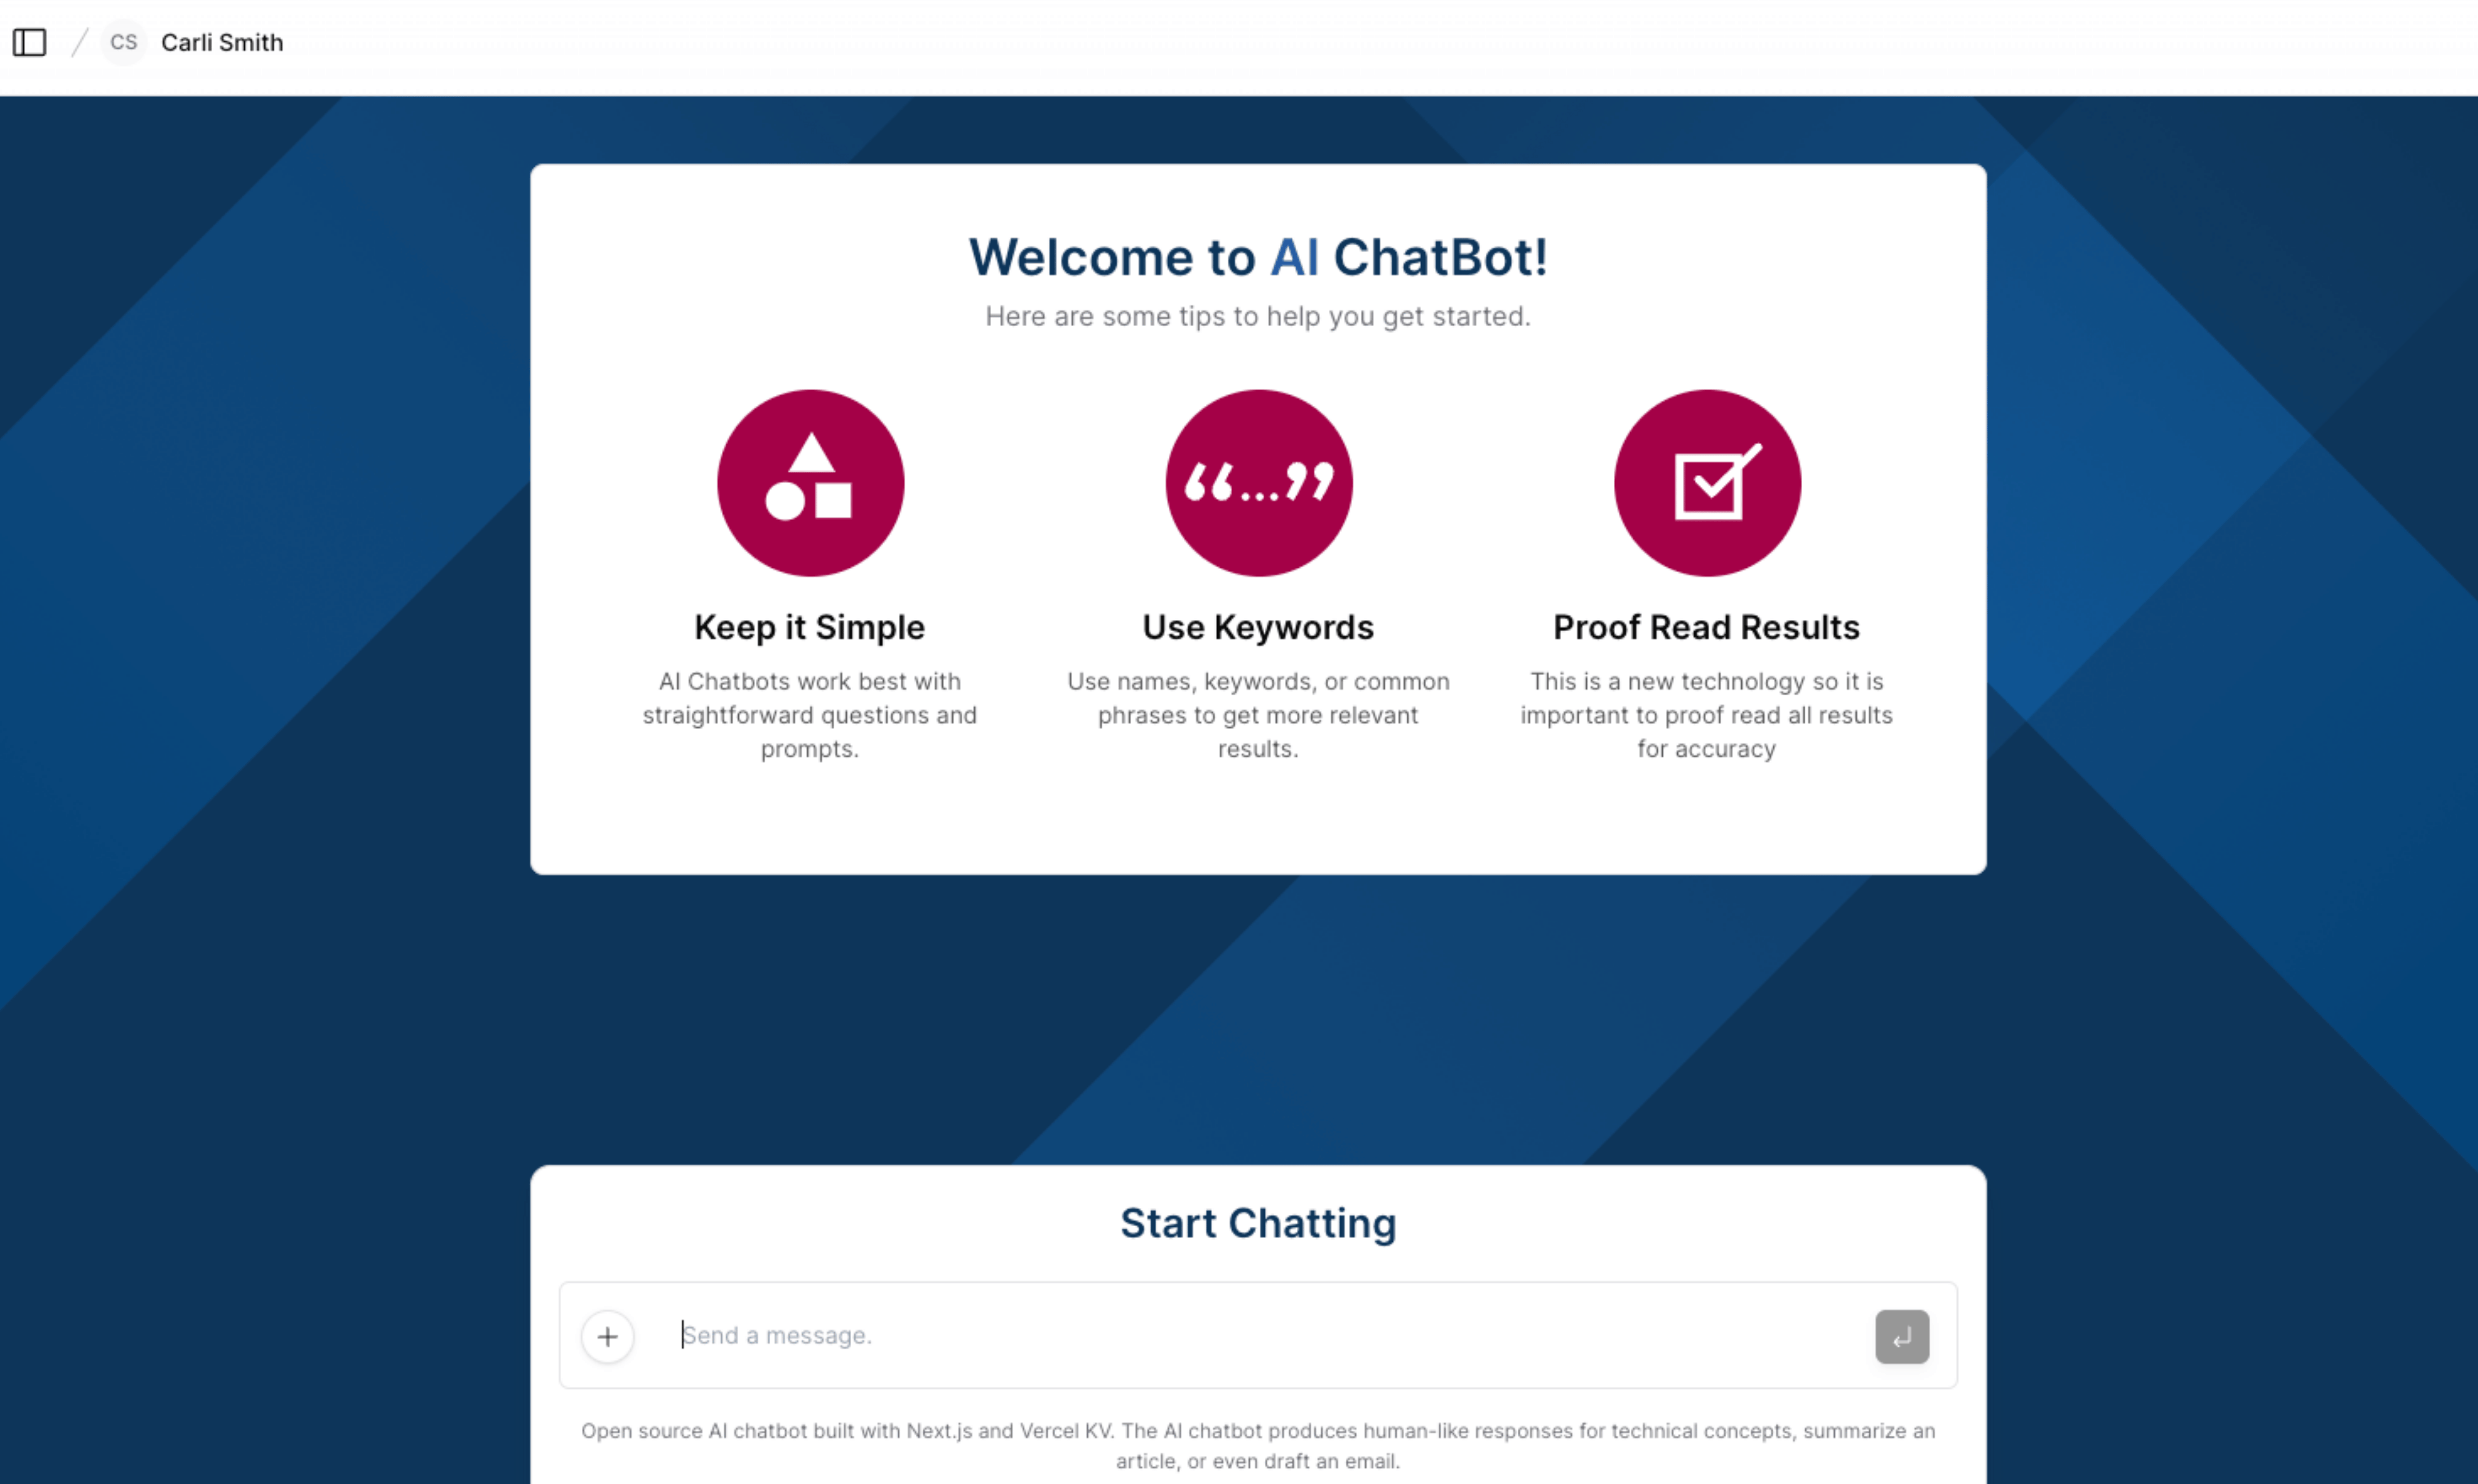 CS Carli Smith
Welcome to AI ChatBot!
Here are some tips to help you get started.
“...”
Keep it Simple
AI Chatbots work best with
straightforward questions and
prompts.
Use Keywords
Use names, keywords, or common
phrases to get more relevant
results.
Proof Read Results
This is a new technology so it is
important to proof read all results
for accuracy
Start Chatting
Send a message.
Open source AI chatbot built with Next.js and Vercel KV. The AI chatbot produces human-like responses for technical concepts, summarize an
article, or even draft an email.